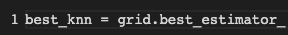 1 best_knn = grid.best_estimator_